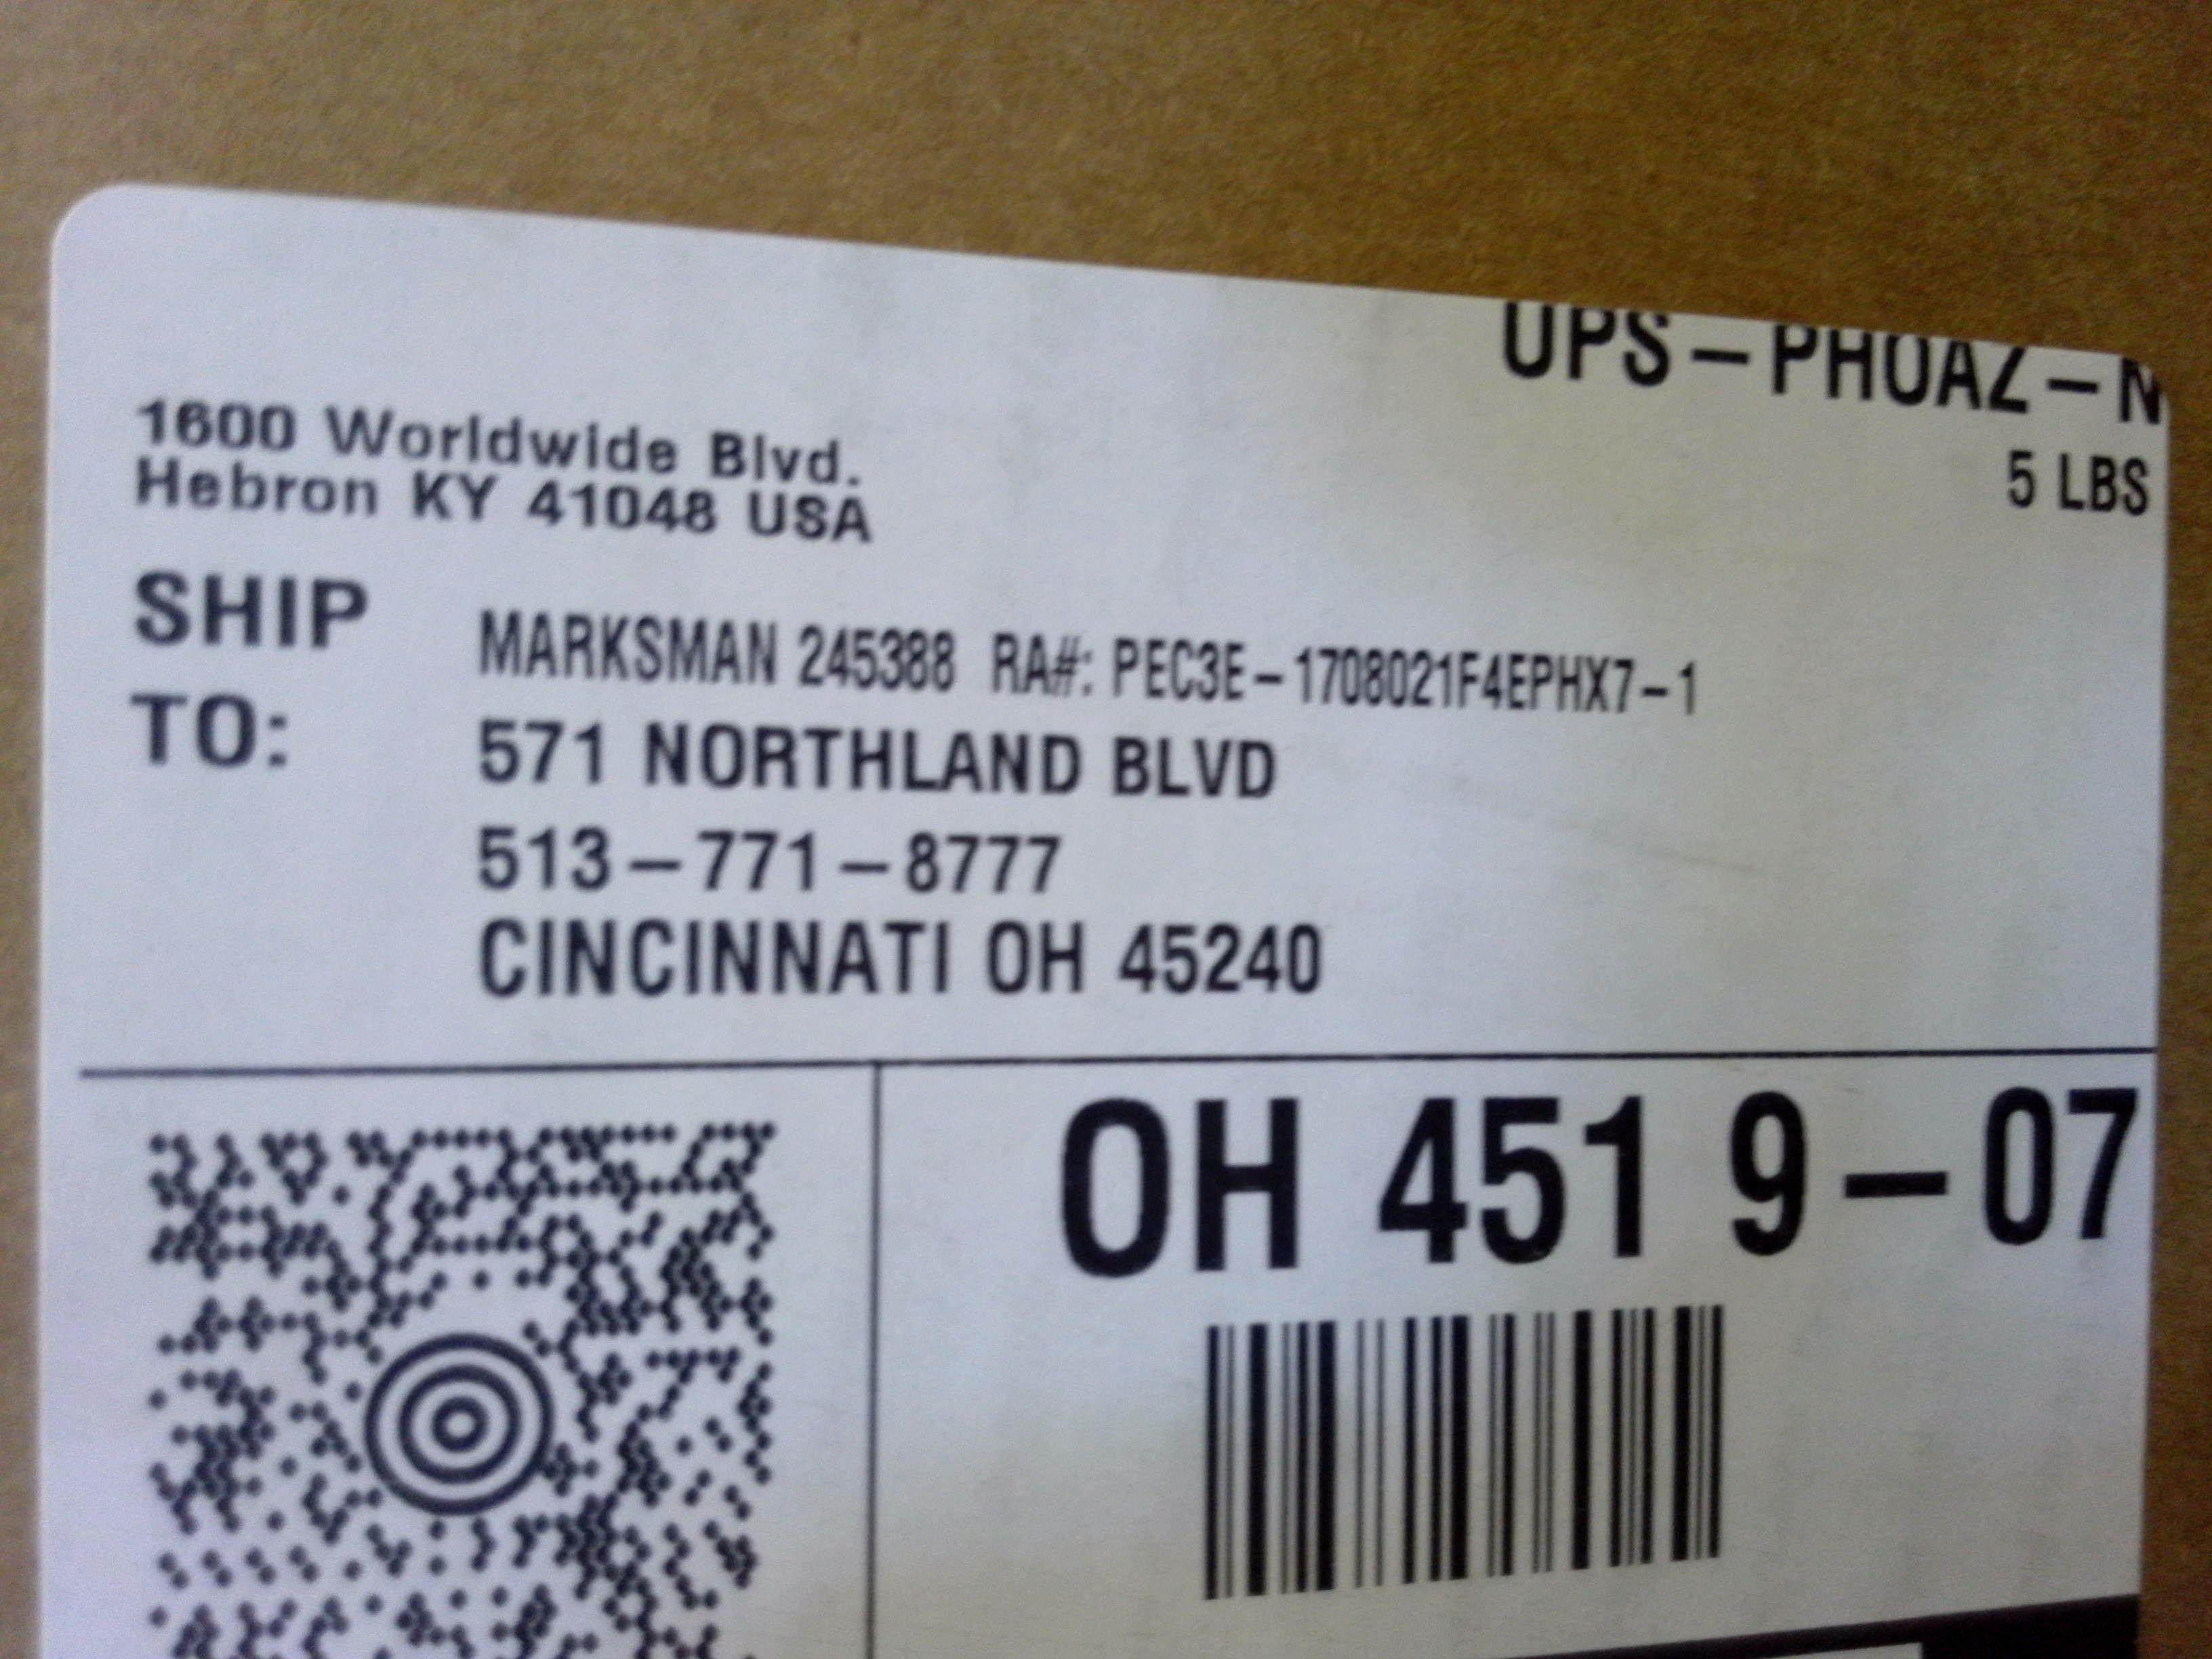 UPS - PHOAZ - N
5 LBS
1600 Worldwide Blvd.
Hebron KY 41048 USA
SHIP TO:
MARKSMAN 245388 RA#: PEC3E-1708021F4EPHX7-1
571 NORTHLAND BLVD
513-771-8777
CINCINNATI OH 45240
OH 451 9-07